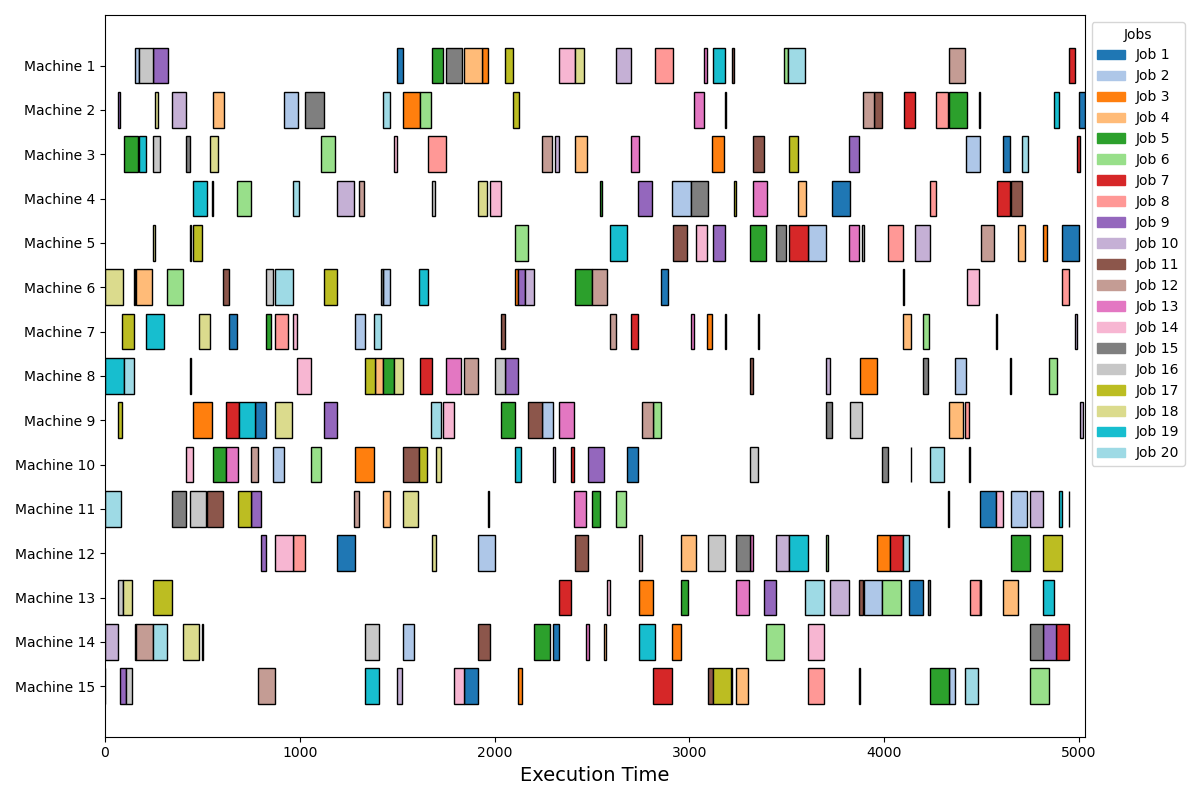 Machine 1
Machine 2
Machine 3
Machine 4
Machine 5
Machine 6
Machine 7
Machine 8
Machine 9
Machine 10
Machine 11
Machine 12
Machine 13
Machine 14
Machine 15
0 1000 2000 3000 4000 5000
Execution Time
Jobs
Job 1
Job 2
Job 3
Job 4
Job 5
Job 6
Job 7
Job 8
Job 9
Job 10
Job 11
Job 12
Job 13
Job 14
Job 15
Job 16
Job 17
Job 18
Job 19
Job 20